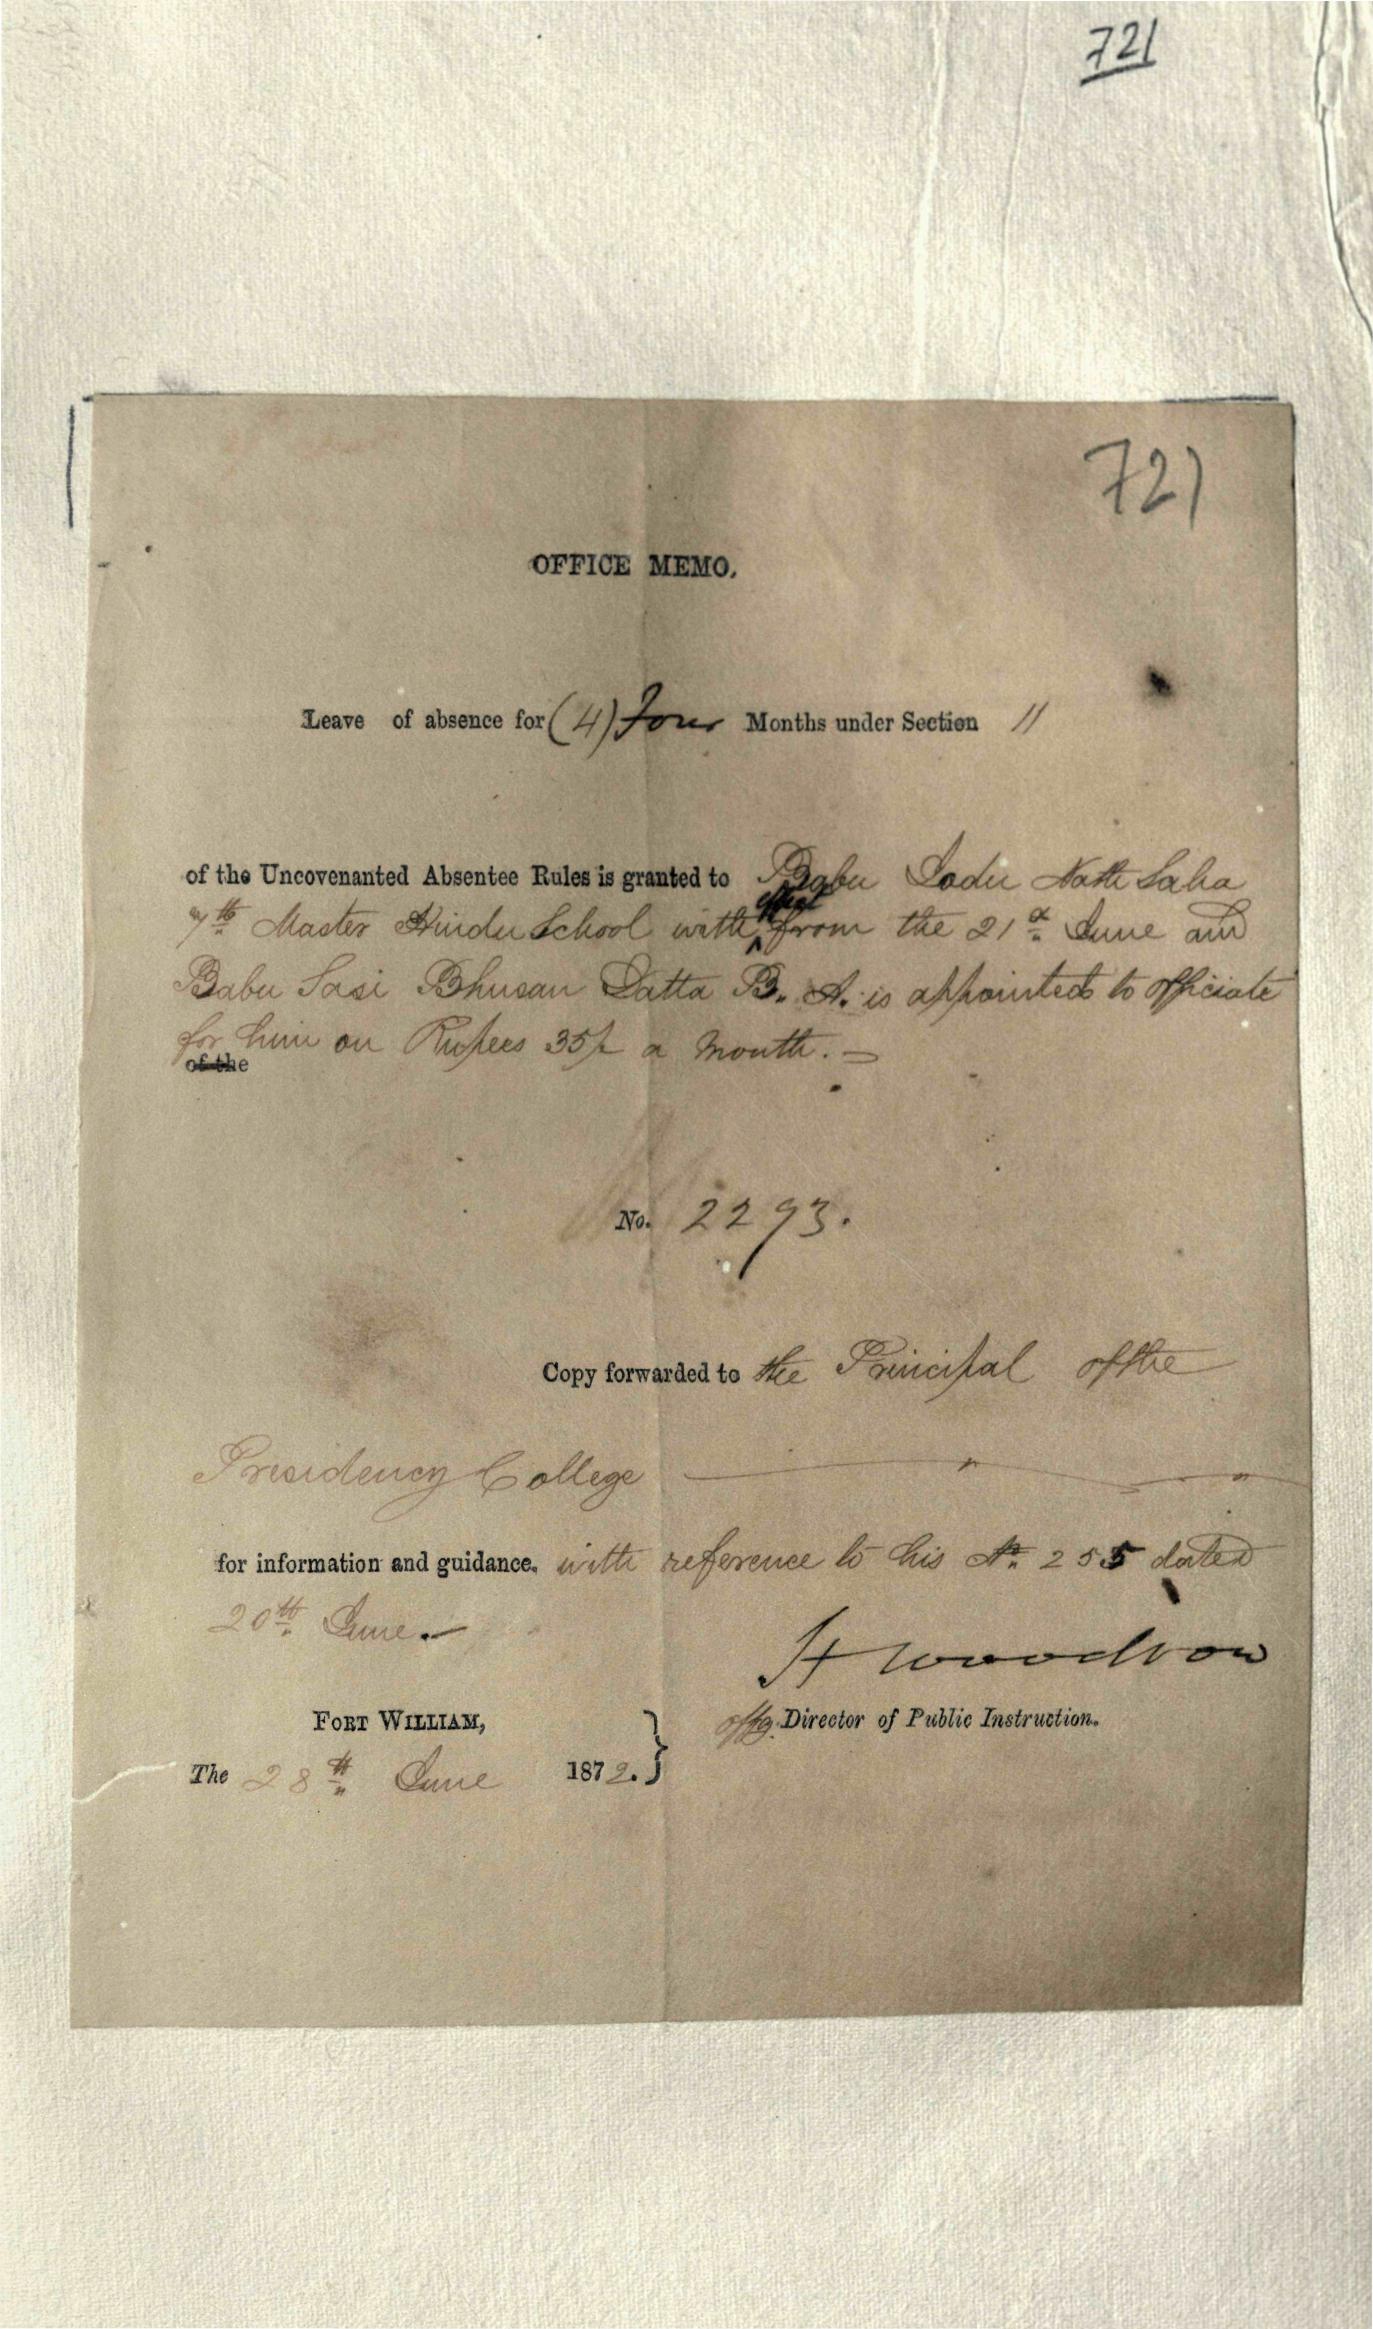 721
721
OFFICE MEMO.
Leave of absence for (4) Four Months under Section 11
of the Uncovenanted Absentee Rules is granted to Babu Jodu Nath Saha
effect
7th Master Hindu School with from the 21st June and
Babu Sasi Bhusan Datta B. A. is appointed to officiate
for him on Rupees 35/- a month. –
of the
No. 2293.
Copy forwarded to the Principal of the
Presidency College
for information and guidance. with reference to his No. 255 dated
20th June. –
H Woodrow
offg. Director of Public Instruction.
FORT WILLIAM,
The 28th June 1872. }